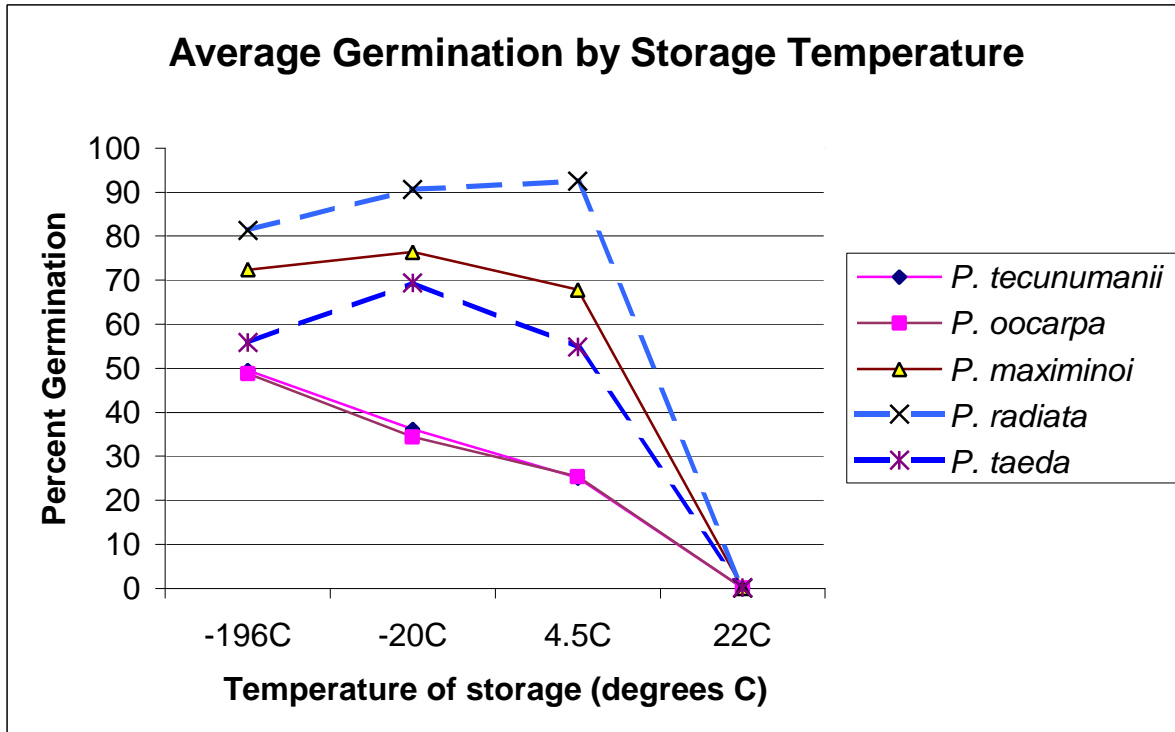 Average Germination by Storage Temperature
Percent Germination
100
90
80
70
60
50
40
30
20
10
0
-196C
-20C
4.5C
22C
Temperature of storage (degrees C)
P. tecunumanii
P. oocarpa
P. maximinoi
P. radiata
P. taeda